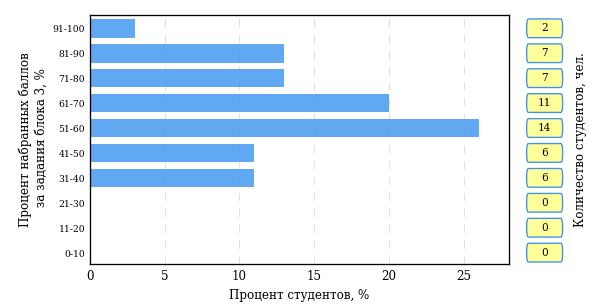 Процент набранных баллов
за задания блока 3, %
91-100 2
81-90 7
71-80 7
61-70 11
51-60 14
41-50 6
31-40 6
21-30 0
11-20 0
0-10 0
0 5 10 15 20 25
Процент студентов, %
Количество студентов, чел.